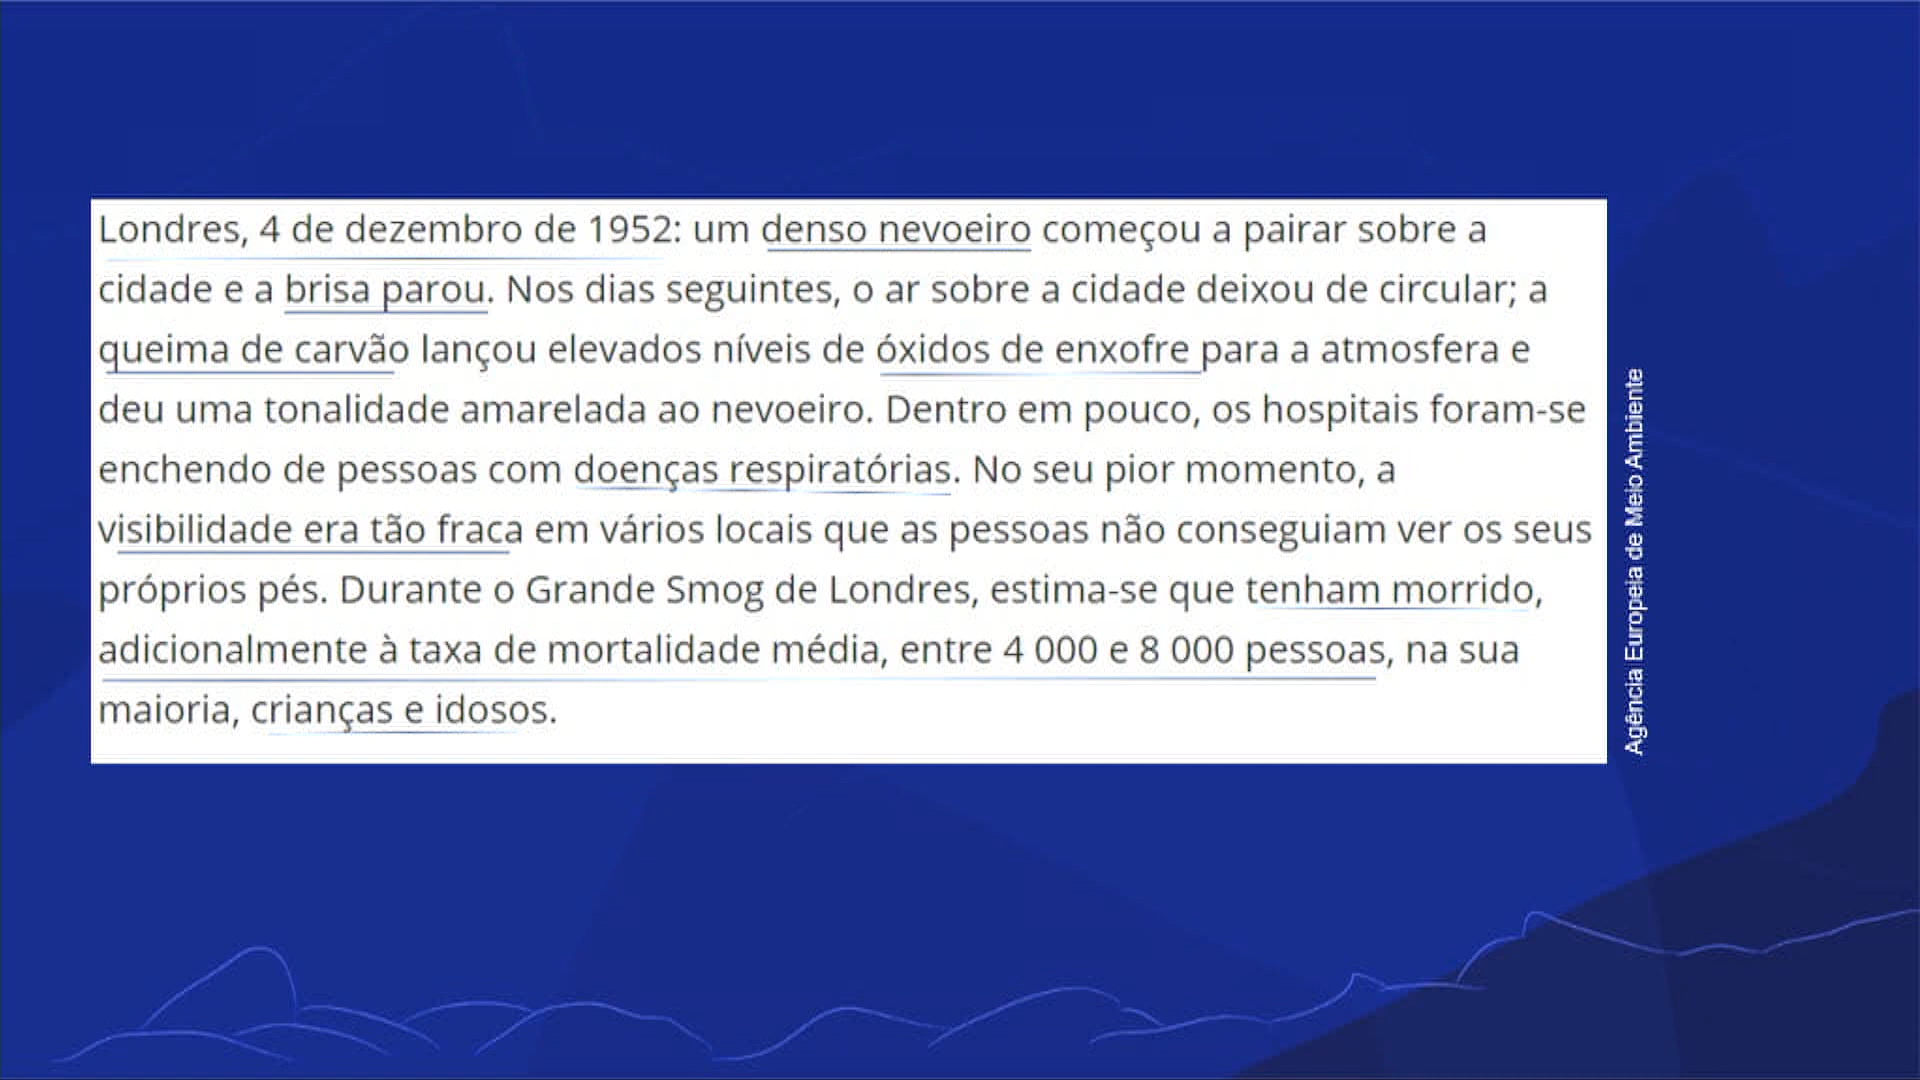 Londres, 4 de dezembro de 1952: um denso nevoeiro começou a pairar sobre a
cidade e a brisa parou. Nos dias seguintes, o ar sobre a cidade deixou de circular; a
queima de carvão lançou elevados níveis de óxidos de enxofre para a atmosfera e
deu uma tonalidade amarelada ao nevoeiro. Dentro em pouco, os hospitais foram-se
enchendo de pessoas com doenças respiratórias. No seu pior momento, a
visibilidade era tão fraca em vários locais que as pessoas não conseguiam ver os seus
próprios pés. Durante o Grande Smog de Londres, estima-se que tenham morrido,
adicionalmente à taxa de mortalidade média, entre 4 000 e 8 000 pessoas, na sua
maioria, crianças e idosos.
Agência Europeia de Meio Ambiente